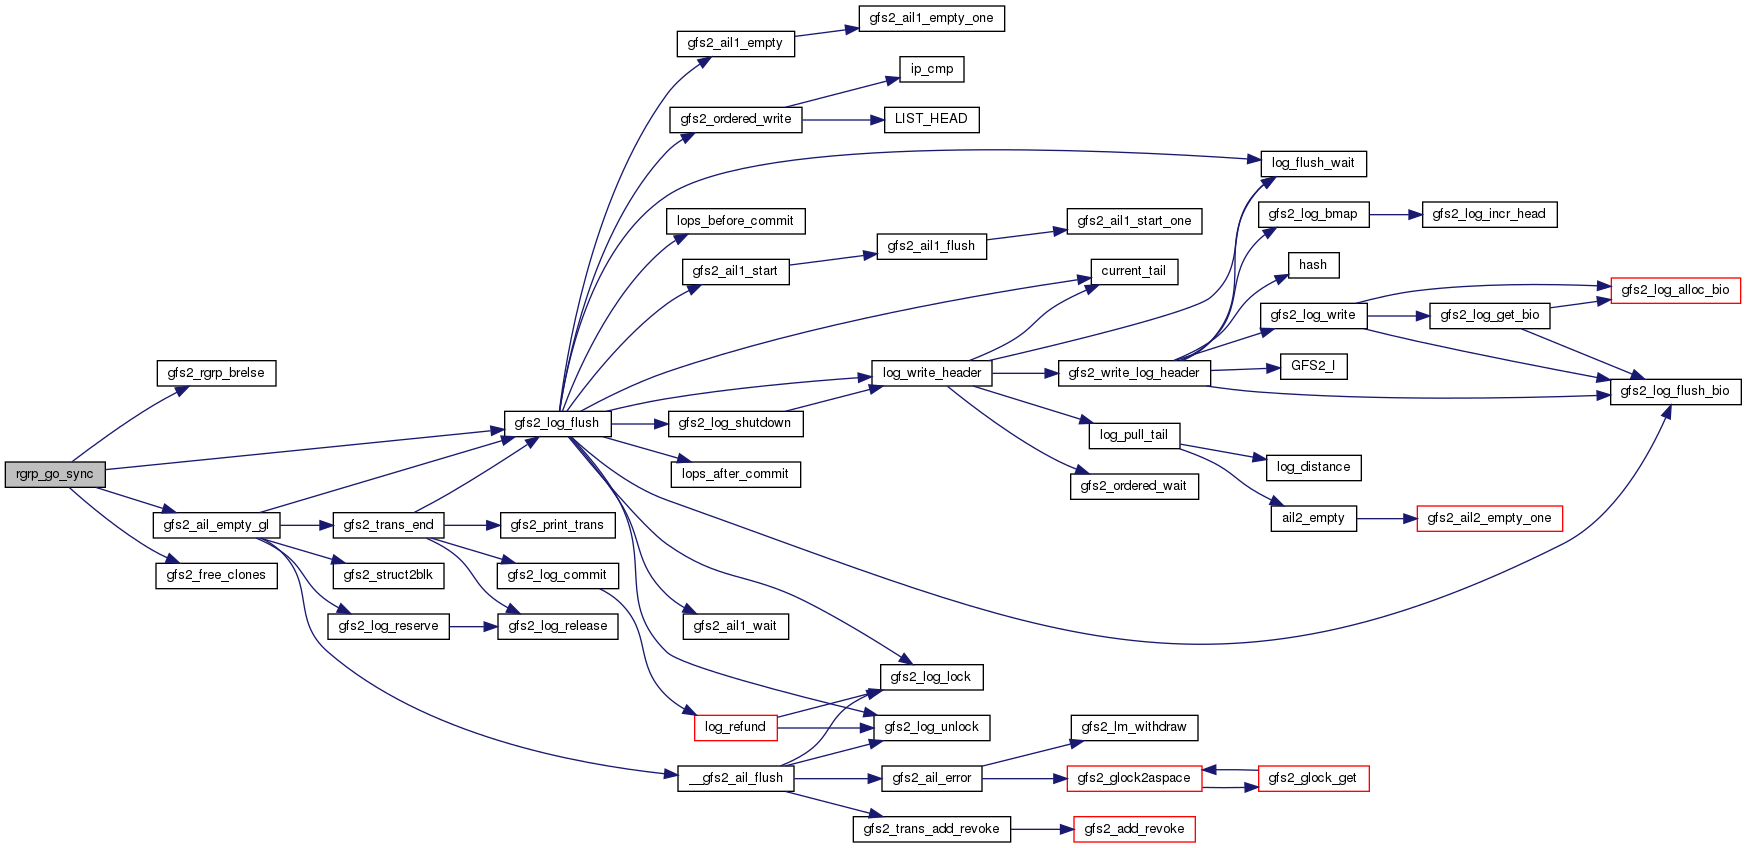 gfs2_ail1_empty_one
gfs2_ail1_empty
ip_cmp
gfs2_ordered_write
LIST_HEAD
log_flush_wait
lops_before_commit
gfs2_ail1_start_one
gfs2_log_bmap
gfs2_log_incr_head
gfs2_ail1_flush
gfs2_ail1_start
current_tail
hash
gfs2_log_alloc_bio
gfs2_log_write
gfs2_log_get_bio
gfs2_rgrp_brelse
log_write_header
gfs2_write_log_header
GFS2_I
gfs2_log_flush_bio
gfs2_log_flush
gfs2_log_shutdown
log_pull_tail
rgrp_go_sync
lops_after_commit
log_distance
gfs2_ordered_wait
gfs2_ail_empty_gl
gfs2_trans_end
gfs2_print_trans
ail2_empty
gfs2_ail2_empty_one
gfs2_free_clones
gfs2_struct2blk
gfs2_log_commit
gfs2_log_reserve
gfs2_log_release
gfs2_ail1_wait
gfs2_log_lock
log_refund
gfs2_log_unlock
gfs2_lm_withdraw
__gfs2_ail_flush
gfs2_ail_error
gfs2_glock2aspace
gfs2_glock_get
gfs2_trans_add_revoke
gfs2_add_revoke